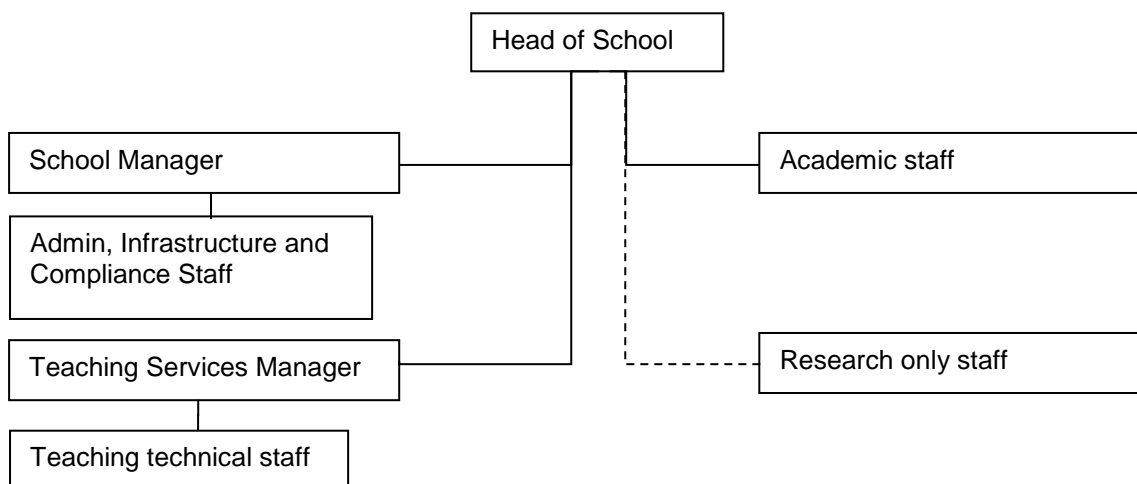 Head of School
School Manager
Academic staff
Admin, Infrastructure and
Compliance Staff
Teaching Services Manager
Research only staff
Teaching technical staff